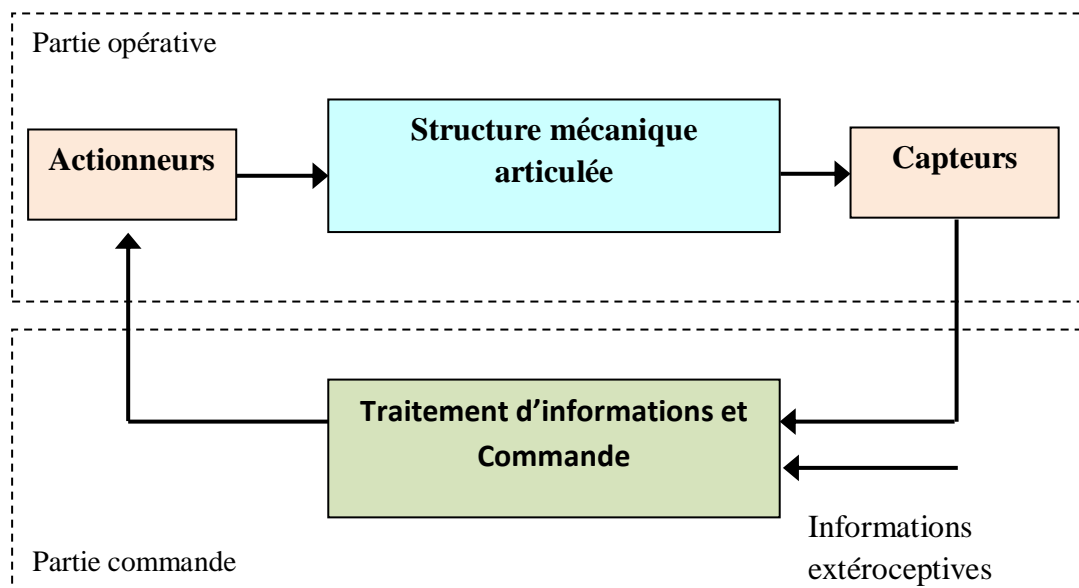 Partie opérative
Actionneurs
Structure mécanique
articulée
Capteurs
Traitement d’informations et
Commande
Informations
extéroceptives
Partie commande